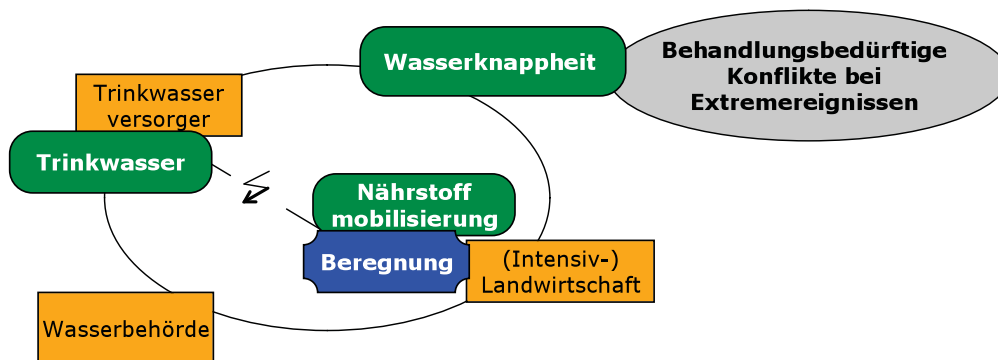 Behandlungsbedürftige
Konflikte bei
Extremereignissen
Wasserknappheit
Trinkwasser
versorger
Trinkwasser
Nährstoff
mobilisierung
Beregnung
(Intensiv-)
Landwirtschaft
Wasserbehörde